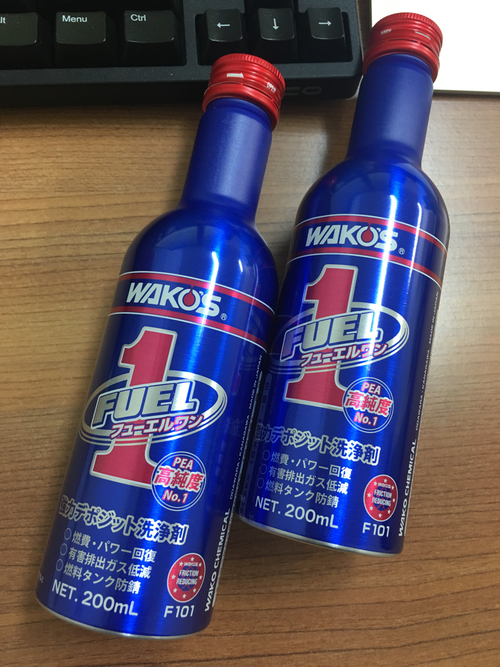 Menu
Ctrl
←
↓
→
WAKO'S®
1
FUEL
フューエルワン
PEA
高純度
No.1
強力デポジット洗浄剤
○燃費・パワー回復
○有害排出ガス低減
○燃料タンク防錆
NET. 200mL
FRICTION
REDUCING
F101
WAKO CHEMICAL
WAKO'S®
1
FUEL
フューエルワン
PEA
高純度
No.1
強力デポジット洗浄剤
○燃費・パワー回復
○有害排出ガス低減
○燃料タンク防錆
NET. 200mL
FRICTION
REDUCING
F101
WAKO CHEMICAL